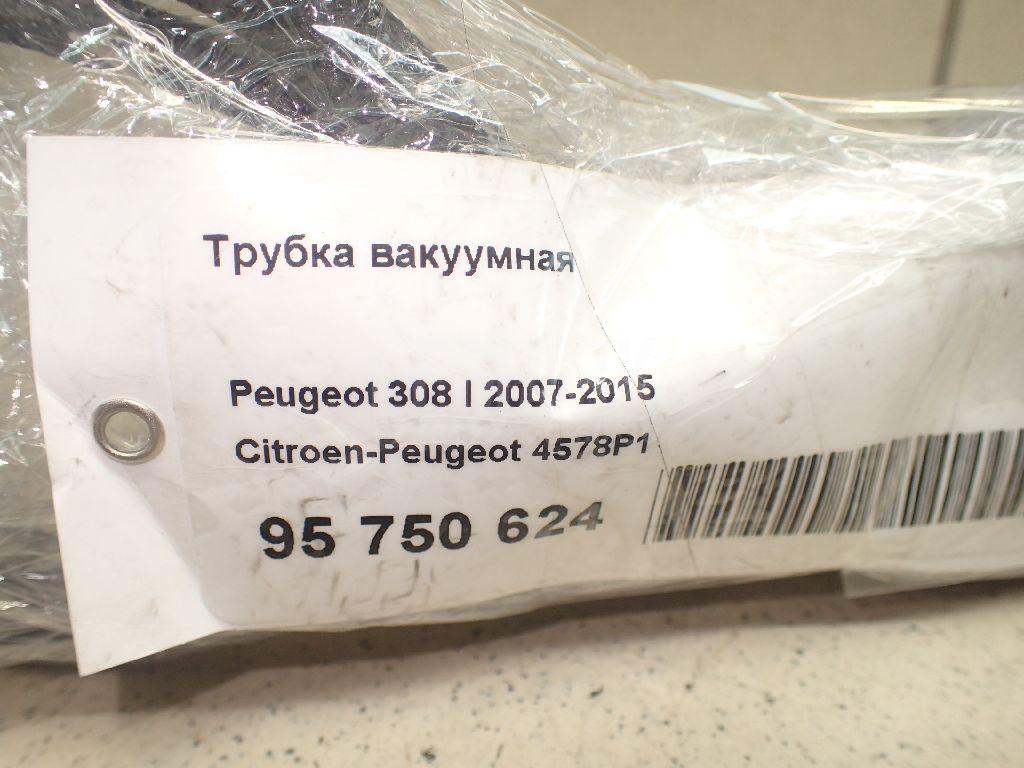 Трубка вакуумная
Peugeot 308 I 2007-2015
Citroen-Peugeot 4578P1
95 750 624